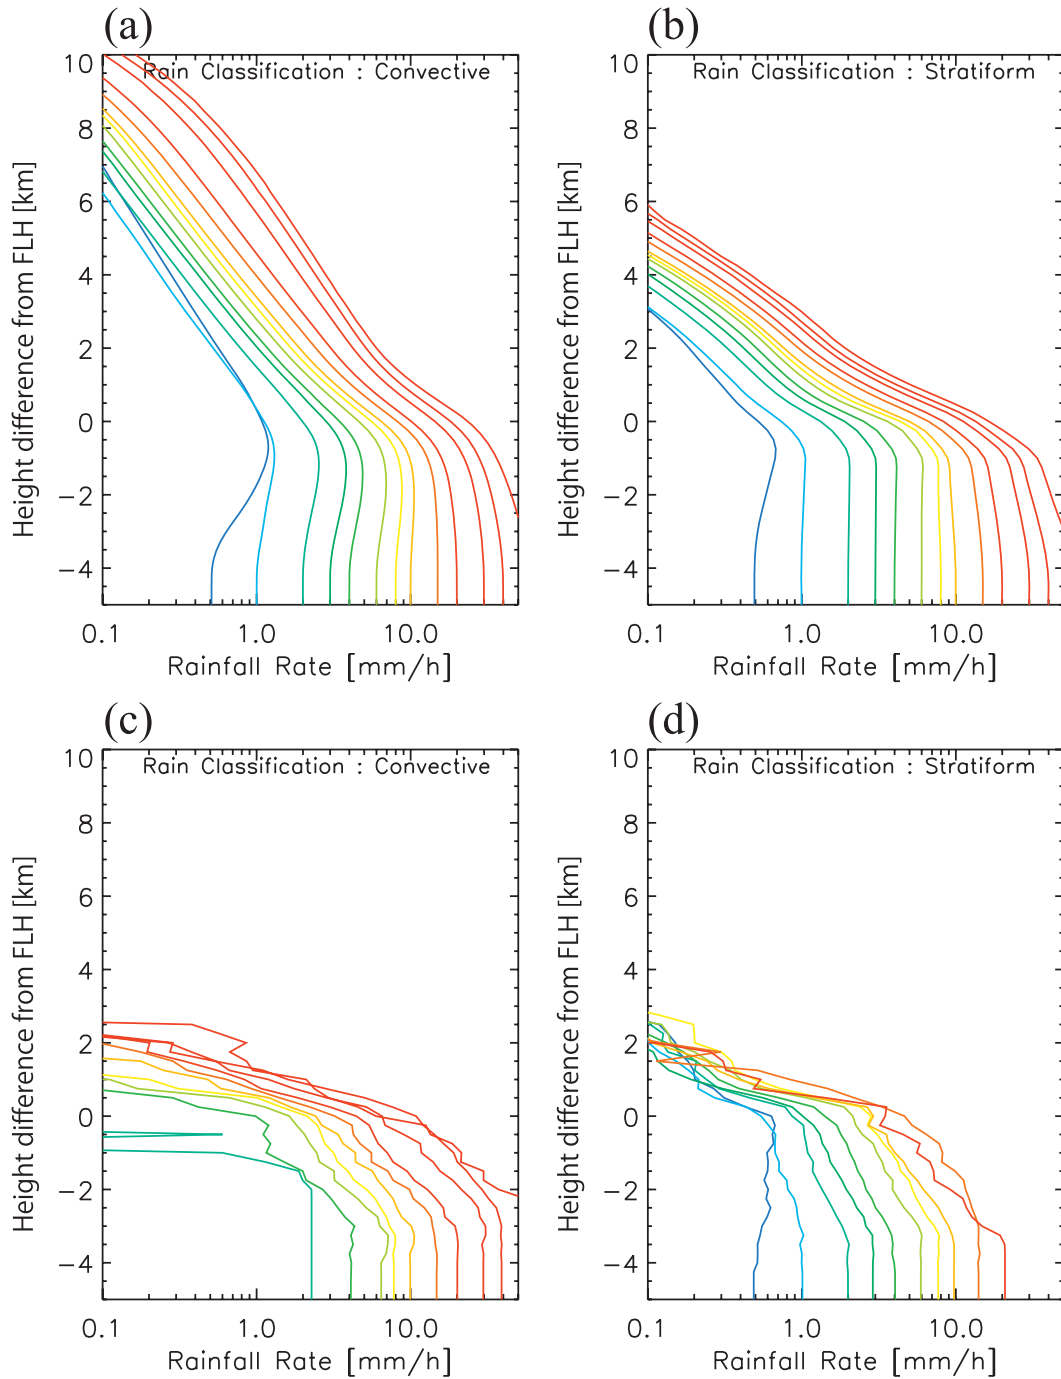 (a)
(b)
Rain Classification : Convective
Rain Classification : Stratiform
Height difference from FLH [km]
10
8
6
4
2
0
−2
−4
Height difference from FLH [km]
10
8
6
4
2
0
−2
−4
0.1 1.0 10.0
0.1 1.0 10.0
Rainfall Rate [mm/h]
Rainfall Rate [mm/h]
(c)
(d)
Rain Classification : Convective
Rain Classification : Stratiform
Height difference from FLH [km]
10
8
6
4
2
0
−2
−4
Height difference from FLH [km]
10
8
6
4
2
0
−2
−4
0.1 1.0 10.0
0.1 1.0 10.0
Rainfall Rate [mm/h]
Rainfall Rate [mm/h]